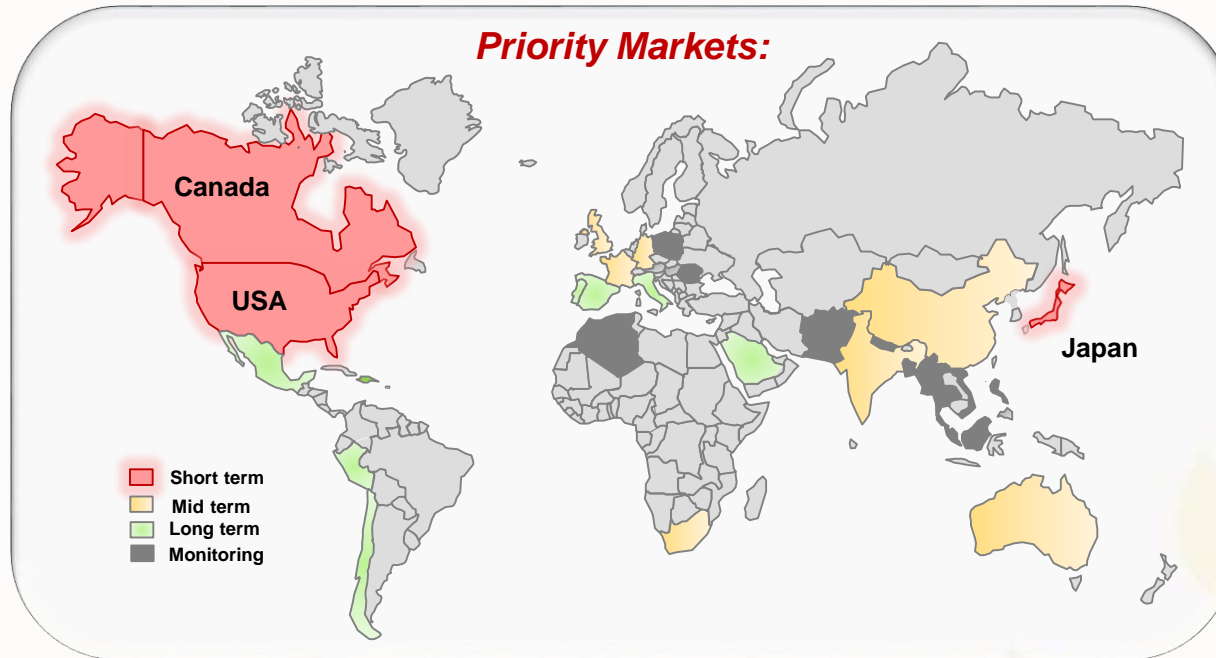 Priority Markets:
Canada
USA
Japan
Short term
Mid term
Long term
Monitoring